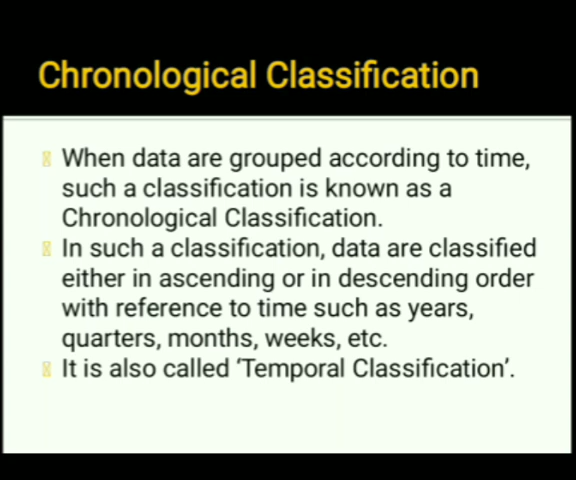 Chronological Classification
When data are grouped according to time,
such a classification is known as a
Chronological Classification.
In such a classification, data are classified
either in ascending or in descending order
with reference to time such as years,
quarters, months, weeks, etc.
It is also called ‘Temporal Classification’.